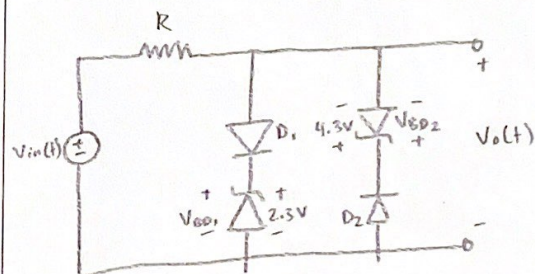 R
+
Vin(t)
+
-
D1
-
4.3V
+
-
VBD2
+
Vo(t)
+
VBD1
-
+
2.3V
-
D2
-